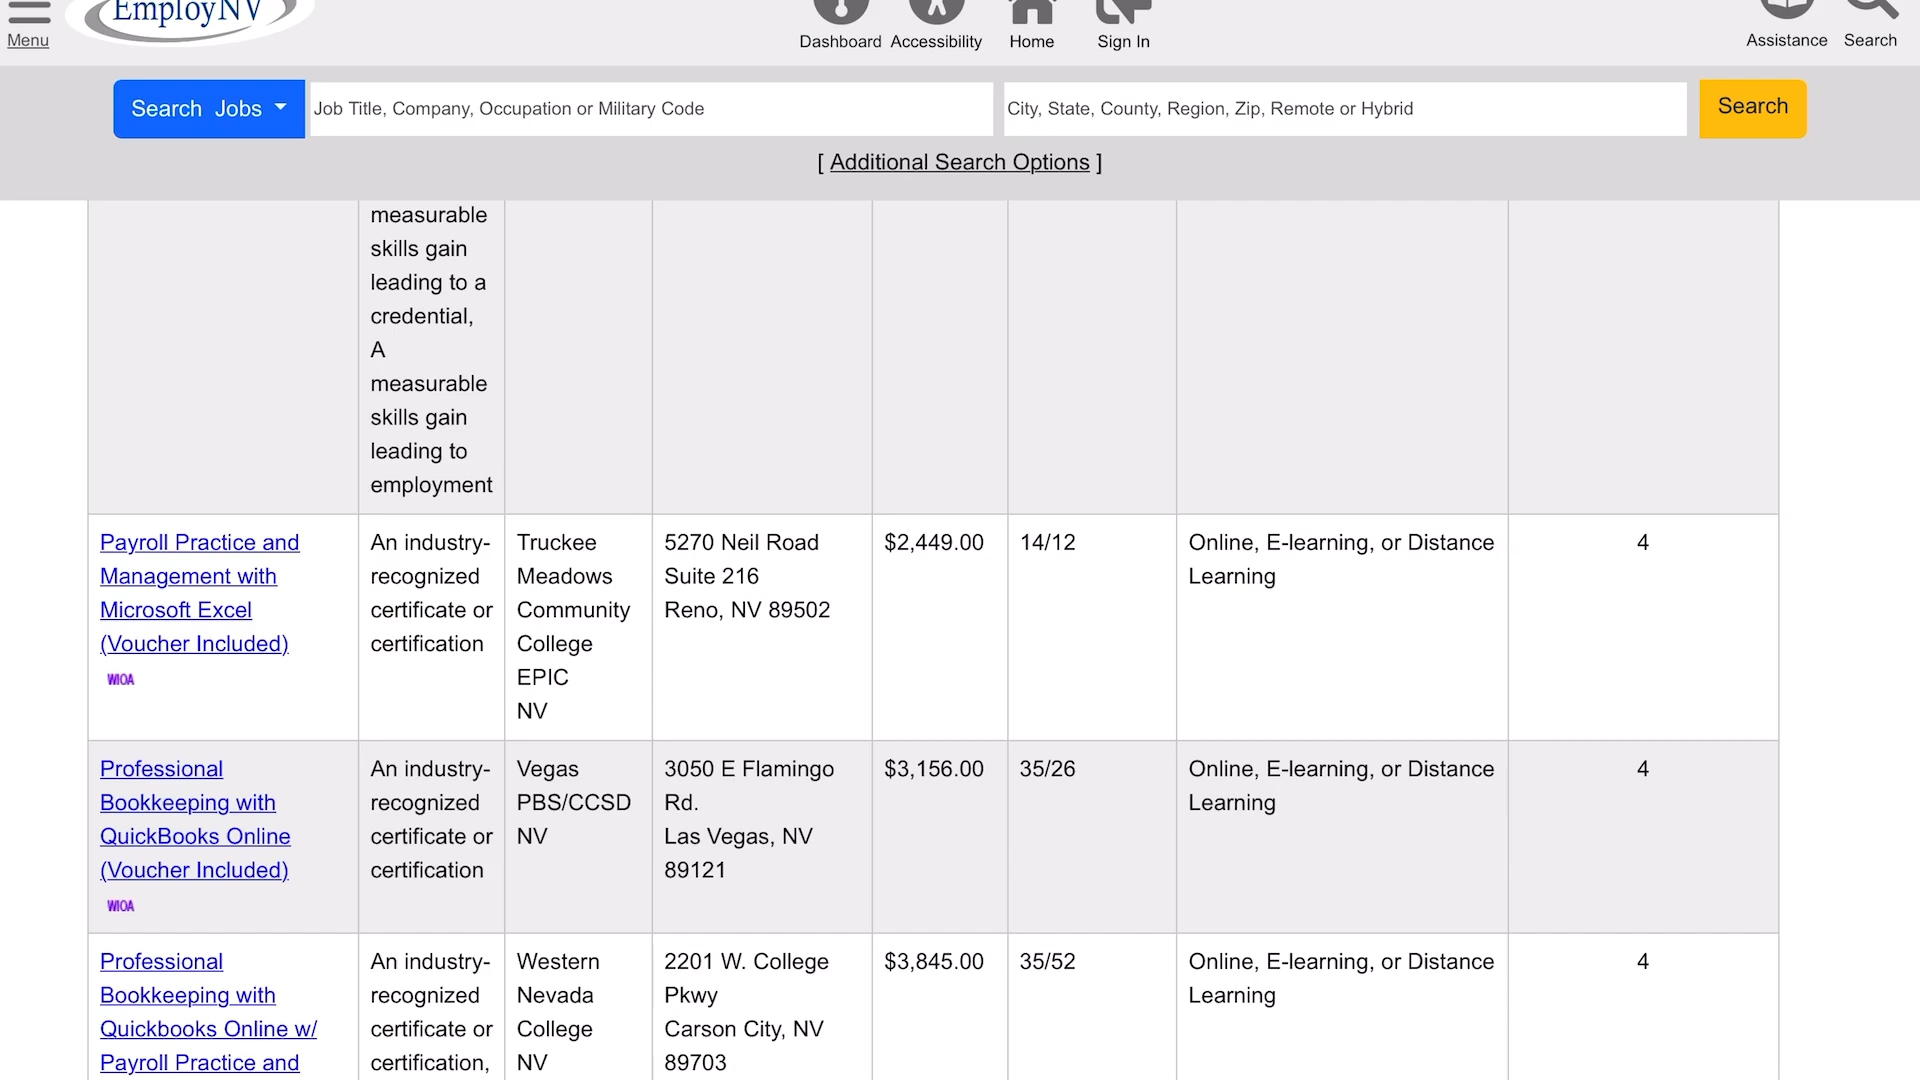 EmployNV
Menu
Dashboard
Accessibility
Home
Sign In
Assistance
Search
Search Jobs
Job Title, Company, Occupation or Military Code
City, State, County, Region, Zip, Remote or Hybrid
Search
[ Additional Search Options ]
measurable
skills gain
leading to a
credential,
A
measurable
skills gain
leading to
employment
Payroll Practice and
Management with
Microsoft Excel
(Voucher Included)
WIOA
An industry-
recognized
certificate or
certification
Truckee
Meadows
Community
College
EPIC
NV
5270 Neil Road
Suite 216
Reno, NV 89502
$2,449.00
14/12
Online, E-learning, or Distance
Learning
4
Professional
Bookkeeping with
QuickBooks Online
(Voucher Included)
WIOA
An industry-
recognized
certificate or
certification
Vegas
PBS/CCSD
NV
3050 E Flamingo
Rd.
Las Vegas, NV
89121
$3,156.00
35/26
Online, E-learning, or Distance
Learning
4
Professional
Bookkeeping with
Quickbooks Online w/
Payroll Practice and
An industry-
recognized
certificate or
certification,
Western
Nevada
College
NV
2201 W. College
Pkwy
Carson City, NV
89703
$3,845.00
35/52
Online, E-learning, or Distance
Learning
4